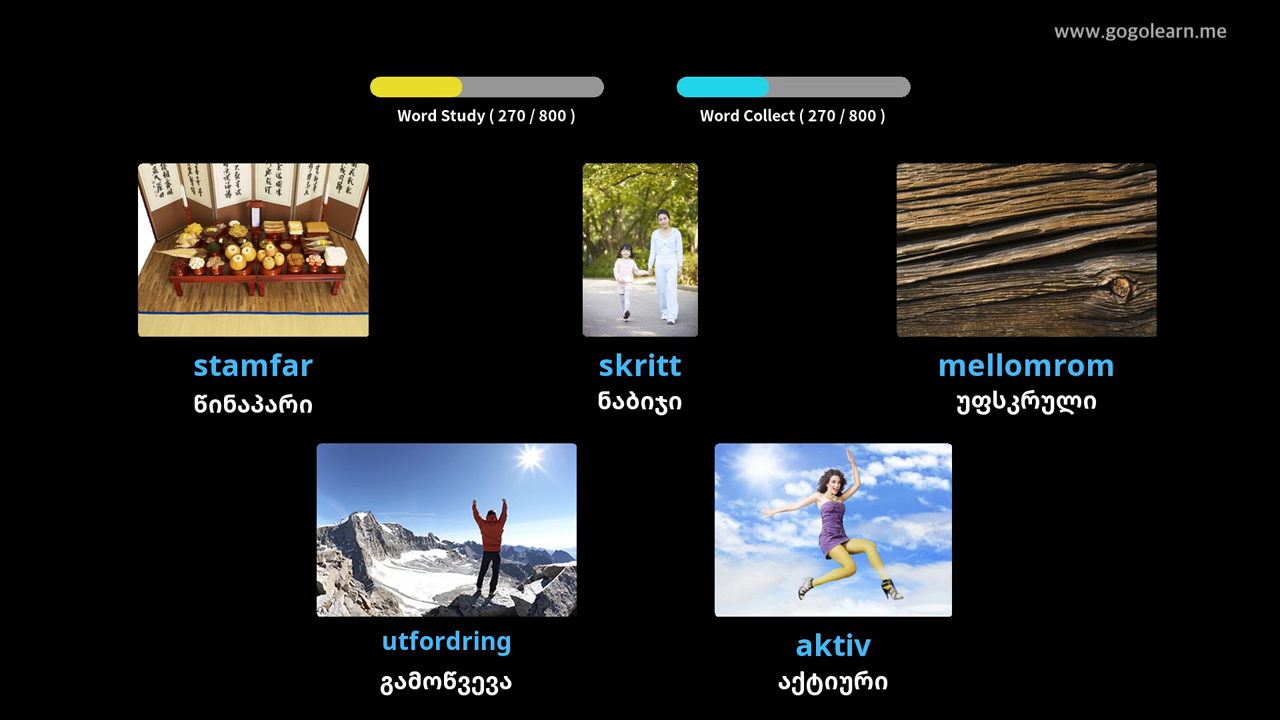 www.gogolearn.me
Word Study ( 270 / 800 )
Word Collect ( 270 / 800 )
stamfar
წინაპარი
skritt
ნაბიჯი
mellomrom
უფსკრული
utfordring
გამოწვევა
aktiv
აქტიური